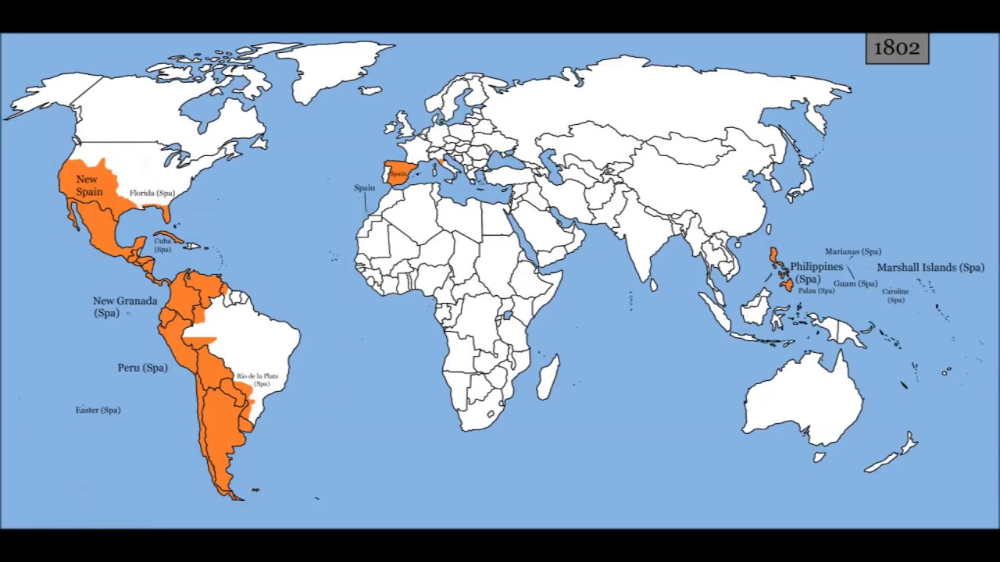 1802
New
Spain
Florida (Spa)
Spain
Spain
Cuba
(Spa)
Marianas (Spa)
Philippines
(Spa)
Marshall Islands (Spa)
Guam (Spa)
Palau (Spa)
Caroline
(Spa)
New Granada
(Spa)
Peru (Spa)
Rio de la Plata
(Spa)
Easter (Spa)